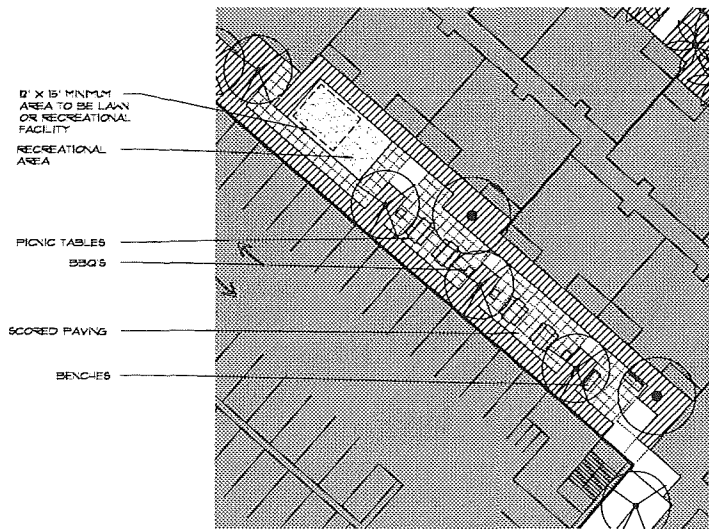 12' X 15' MINIMUM
AREA TO BE LAWN
OR RECREATIONAL
FACILITY
RECREATIONAL
AREA
PICNIC TABLES
BBQ'S
SCORED PAVING
BENCHES